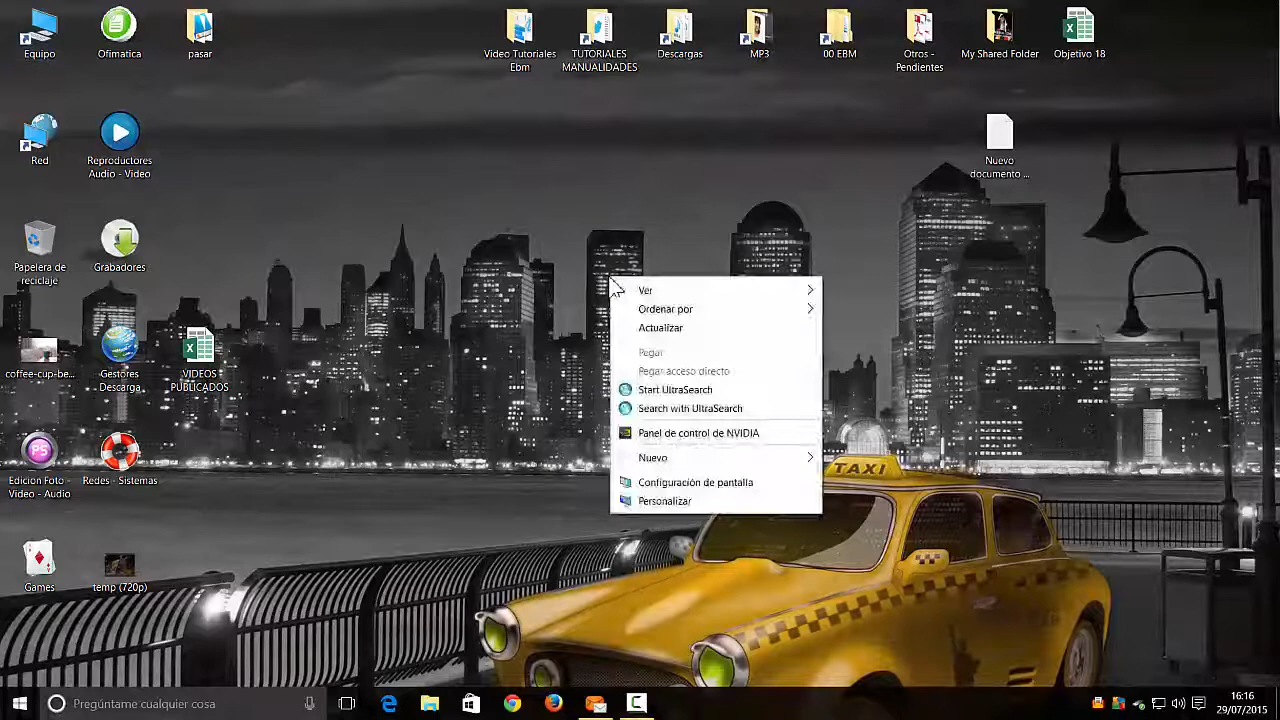 Equipo
Ofimatica
pasar
Video Tutoriales
Ebm
TUTORIALES
MANUALIDADES
Descargas
MP3
00 EBM
Otros -
Pendientes
My Shared Folder
Objetivo 18
Red
Reproductores
Audio - Video
Nuevo
documento ...
Papelera de
reciclaje
Grabadores
coffee-cup-be...
Gestores
Descarga
VIDEOS
PUBLICADOS
PS
Edicion Foto -
Video - Audio
Redes - Sistemas
Games
temp (720p)
Ver
Ordenar por
Actualizar
Pegar
Pegar acceso directo
Start UltraSearch
Search with UltraSearch
Panel de control de NVIDIA
Nuevo
Configuración de pantalla
Personalizar
TAXI
Pregúntame cualquier cosa
16:16
29/07/2015